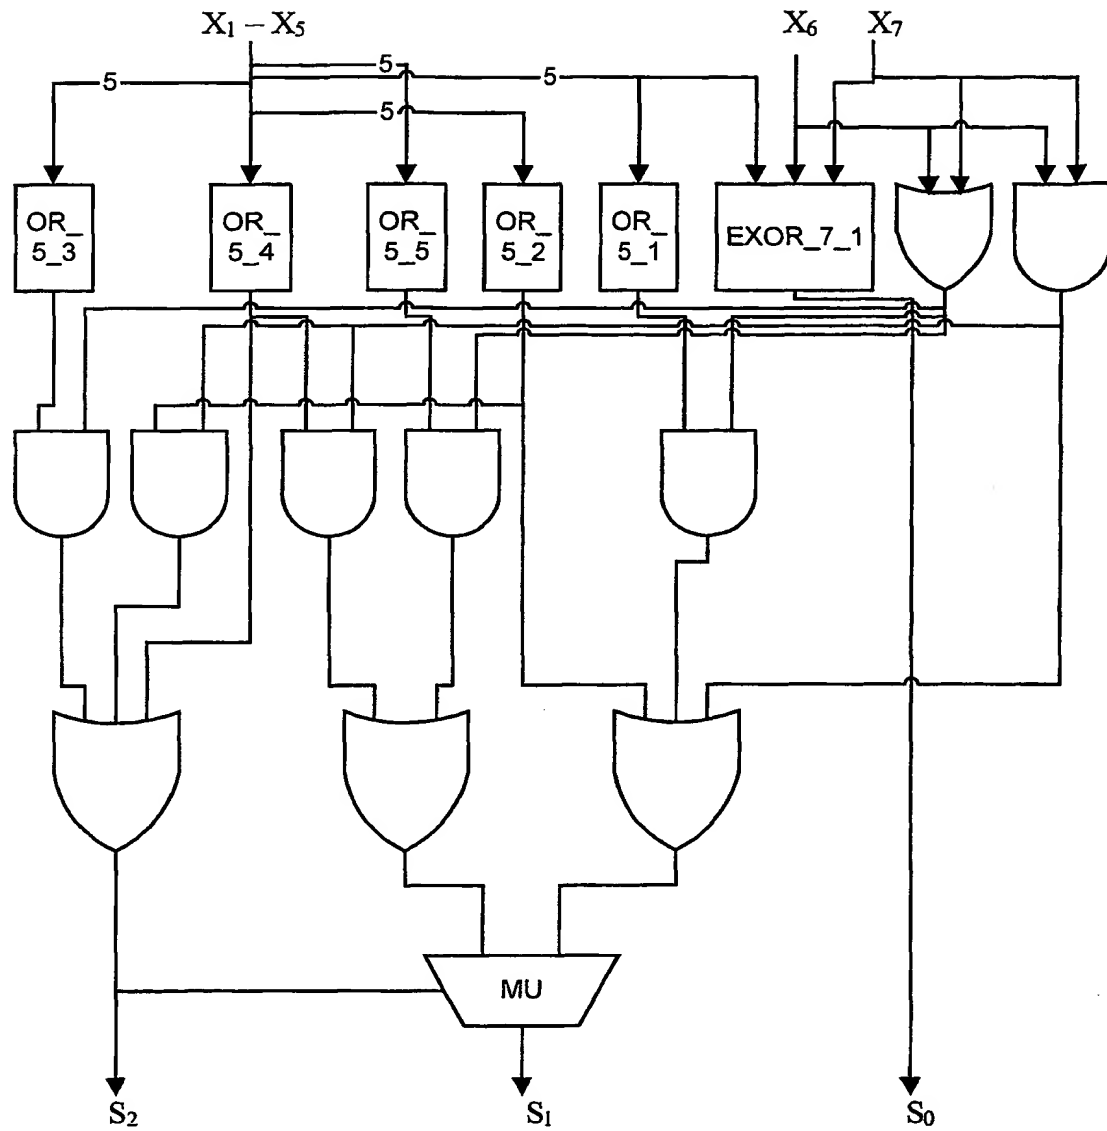 X₁ – X₅ X₆ X₇
5 5 5
5
OR_
5_3
OR_
5_4
OR_
5_5
OR_
5_2
OR_
5_1
EXOR_7_1
MU
S₂ S₁ S₀